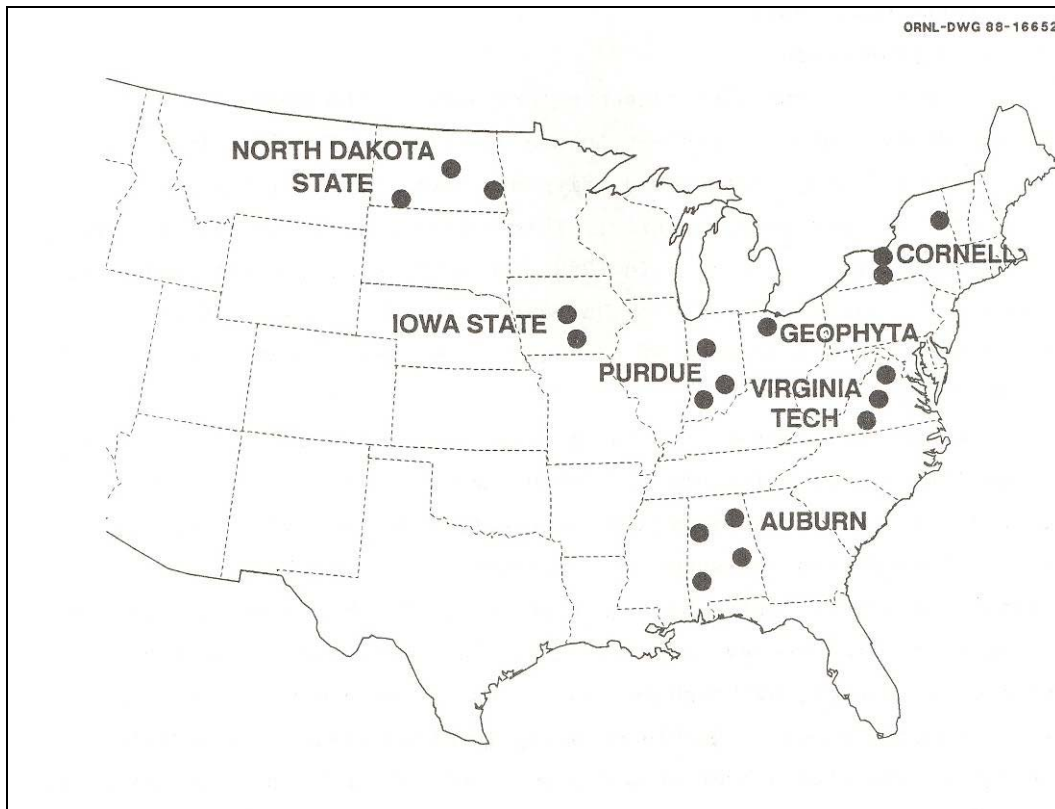 ORNL-DWG 88-16652
NORTH DAKOTA
STATE
CORNELL
IOWA STATE
GEOPHYTA
PURDUE
VIRGINIA
TECH
AUBURN